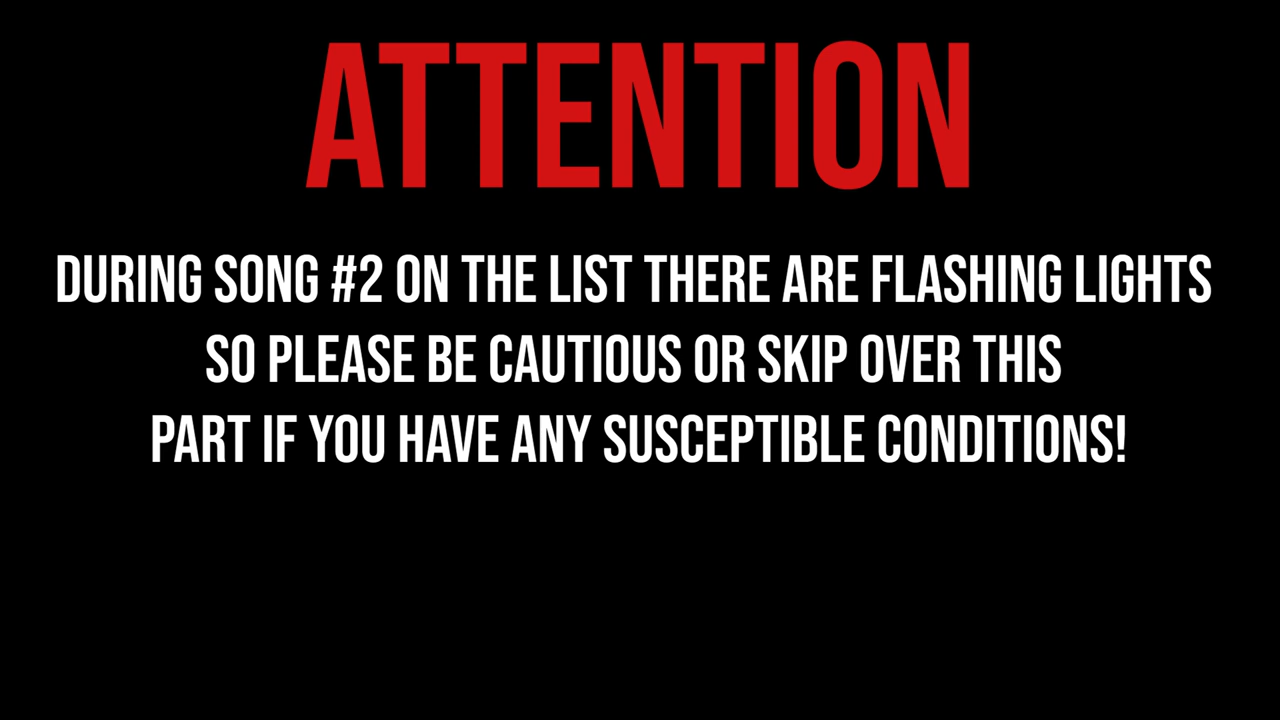 ATTENTION
DURING SONG #2 ON THE LIST THERE ARE FLASHING LIGHTS
SO PLEASE BE CAUTIOUS OR SKIP OVER THIS
PART IF YOU HAVE ANY SUSCEPTIBLE CONDITIONS!